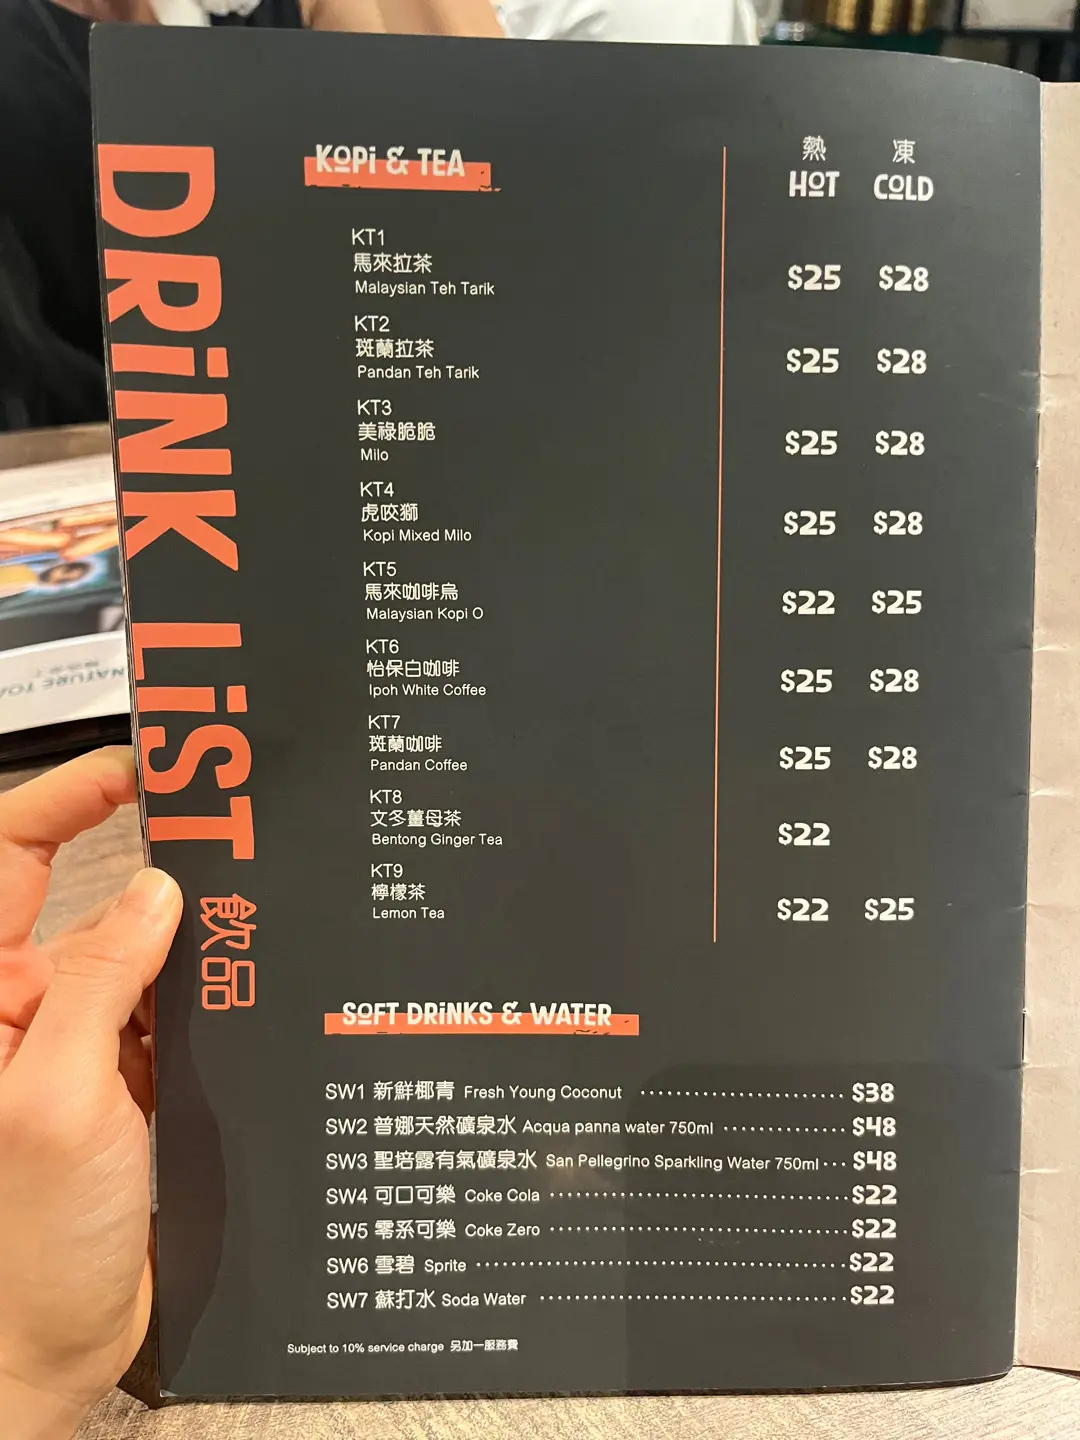 DRiNK LiST 飲品
KOPi & TEA
熱 凍
HOT COLD
KT1
馬來拉茶
Malaysian Teh Tarik
$25 $28
KT2
斑蘭拉茶
Pandan Teh Tarik
$25 $28
KT3
美祿脆脆
Milo
$25 $28
KT4
虎咬獅
Kopi Mixed Milo
$25 $28
KT5
馬來咖啡烏
Malaysian Kopi O
$22 $25
KT6
怡保白咖啡
Ipoh White Coffee
$25 $28
KT7
斑蘭咖啡
Pandan Coffee
$25 $28
KT8
文冬薑母茶
Bentong Ginger Tea
$22
KT9
檸檬茶
Lemon Tea
$22 $25
SOFT DRiNKS & WATER
SW1 新鮮椰青 Fresh Young Coconut $38
SW2 普娜天然礦泉水 Acqua panna water 750ml $48
SW3 聖培露有氣礦泉水 San Pellegrino Sparkling Water 750ml $48
SW4 可口可樂 Coke Cola $22
SW5 零系可樂 Coke Zero $22
SW6 雪碧 Sprite $22
SW7 蘇打水 Soda Water $22
Subject to 10% service charge 另加一服務費